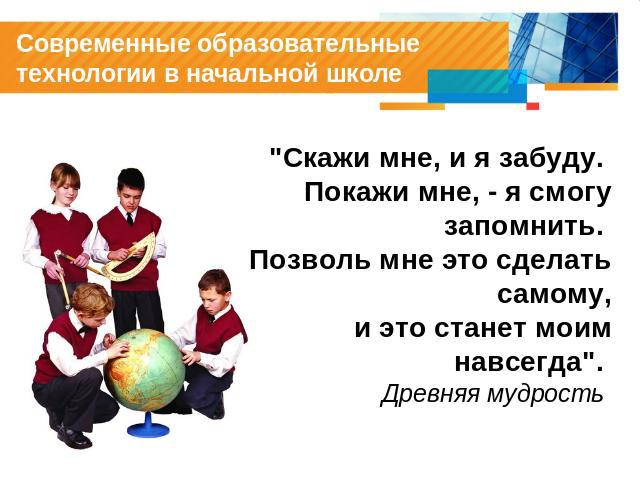 Современные образовательные
технологии в начальной школе
"Скажи мне, и я забуду.
Покажи мне, - я смогу
запомнить.
Позволь мне это сделать
самому,
и это станет моим
навсегда".
Древняя мудрость